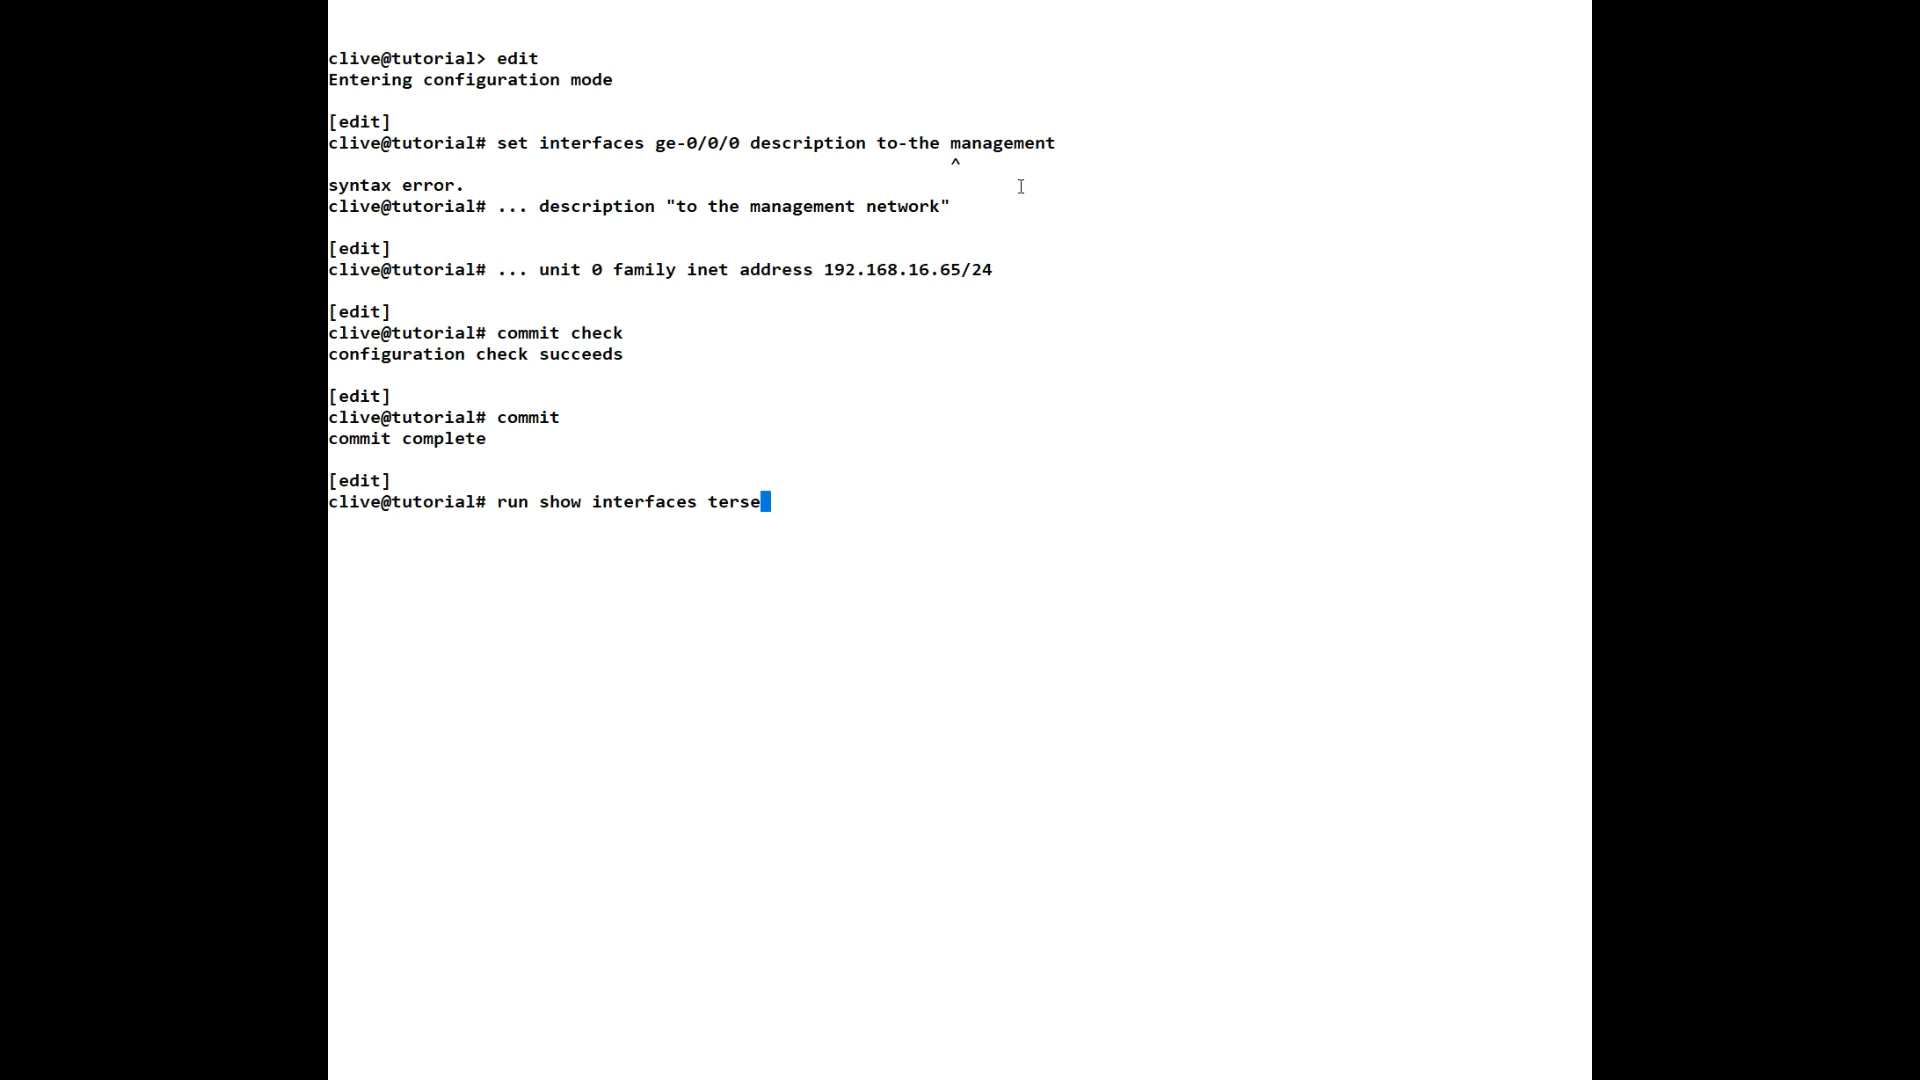 clive@tutorial> edit
Entering configuration mode
[edit]
clive@tutorial# set interfaces ge-0/0/0 description to-the management
^
syntax error.
clive@tutorial# ... description "to the management network"
[edit]
clive@tutorial# ... unit 0 family inet address 192.168.16.65/24
[edit]
clive@tutorial# commit check
configuration check succeeds
[edit]
clive@tutorial# commit
commit complete
[edit]
clive@tutorial# run show interfaces terse